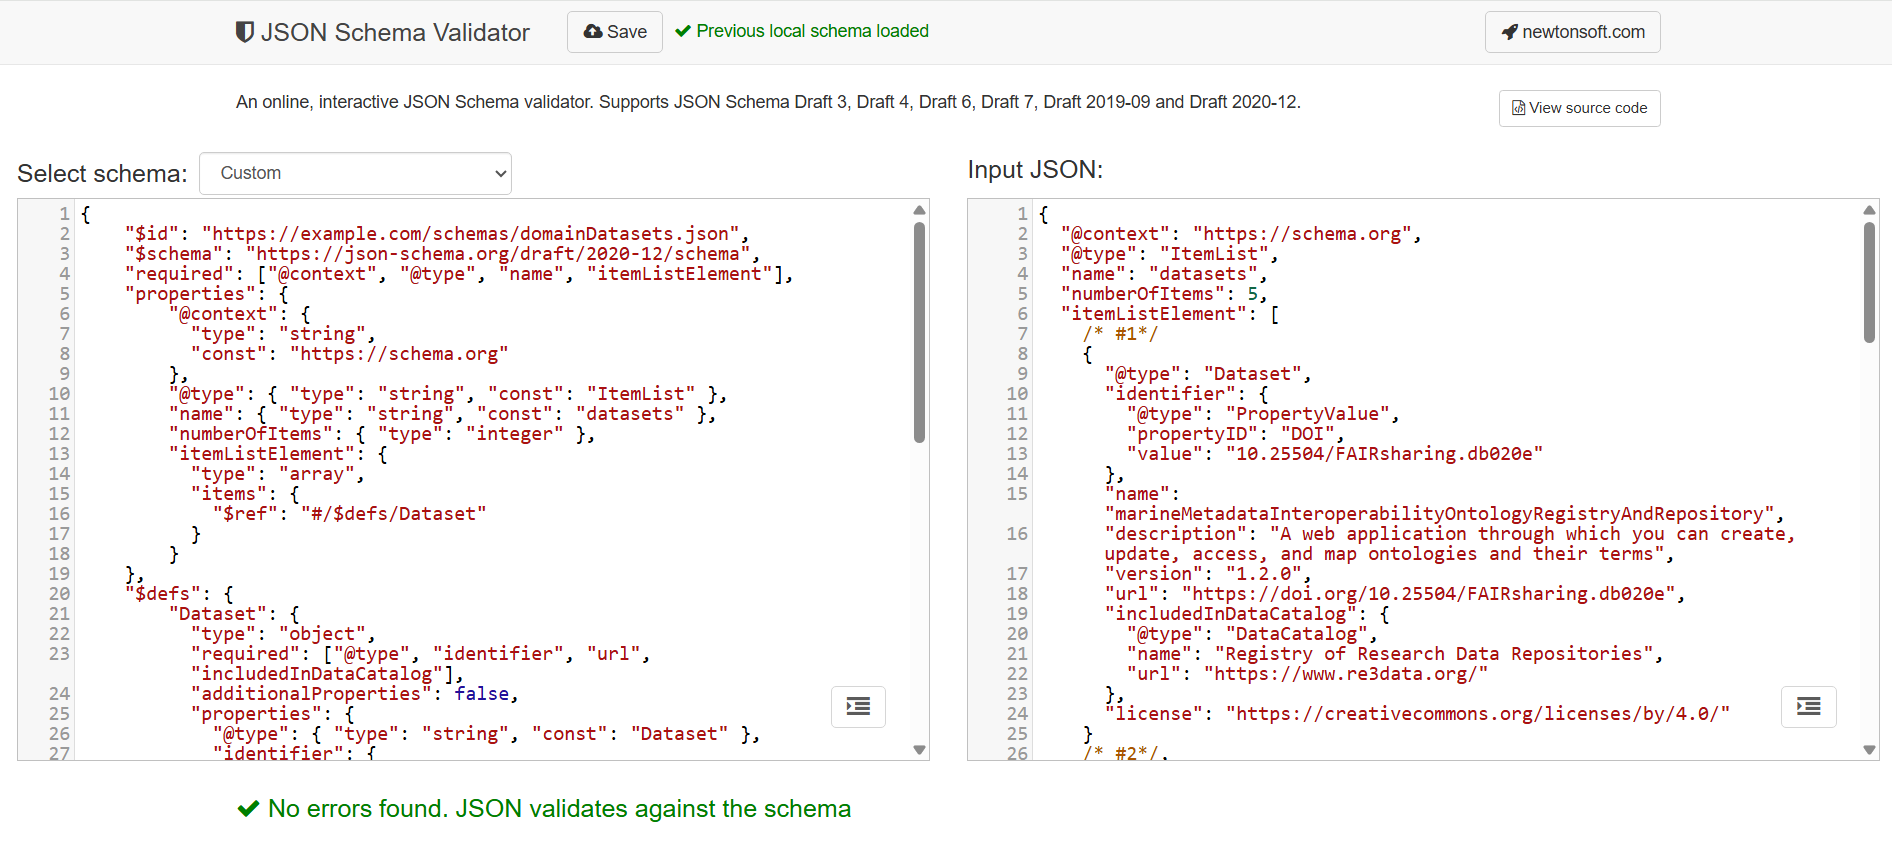 JSON Schema Validator
Save
Previous local schema loaded
newtonsoft.com
An online, interactive JSON Schema validator. Supports JSON Schema Draft 3, Draft 4, Draft 6, Draft 7, Draft 2019-09 and Draft 2020-12.
View source code
Select schema:
Custom
1 {
2 "$id": "https://example.com/schemas/domainDatasets.json",
3 "$schema": "https://json-schema.org/draft/2020-12/schema",
4 "required": ["@context", "@type", "name", "itemListElement"],
5 "properties": {
6 "@context": {
7 "type": "string",
8 "const": "https://schema.org"
9 },
10 "@type": { "type": "string", "const": "ItemList" },
11 "name": { "type": "string", "const": "datasets" },
12 "numberOfItems": { "type": "integer" },
13 "itemListElement": {
14 "type": "array",
15 "items": {
16 "$ref": "#/$defs/Dataset"
17 }
18 }
19 },
20 "$defs": {
21 "Dataset": {
22 "type": "object",
23 "required": ["@type", "identifier", "url",
"includedInDataCatalog"],
24 "additionalProperties": false,
25 "properties": {
26 "@type": { "type": "string", "const": "Dataset" },
27 "identifier": {
Input JSON:
1 {
2 "@context": "https://schema.org",
3 "@type": "ItemList",
4 "name": "datasets",
5 "numberOfItems": 5,
6 "itemListElement": [
7 /* #1*/
8 {
9 "@type": "Dataset",
10 "identifier": {
11 "@type": "PropertyValue",
12 "propertyID": "DOI",
13 "value": "10.25504/FAIRsharing.db020e"
14 },
15 "name":
"marineMetadataInteroperabilityOntologyRegistryAndRepository",
16 "description": "A web application through which you can create,
update, access, and map ontologies and their terms",
17 "version": "1.2.0",
18 "url": "https://doi.org/10.25504/FAIRsharing.db020e",
19 "includedInDataCatalog": {
20 "@type": "DataCatalog",
21 "name": "Registry of Research Data Repositories",
22 "url": "https://www.re3data.org/"
23 },
24 "license": "https://creativecommons.org/licenses/by/4.0/"
25 }
26 /* #2*/,
No errors found. JSON validates against the schema